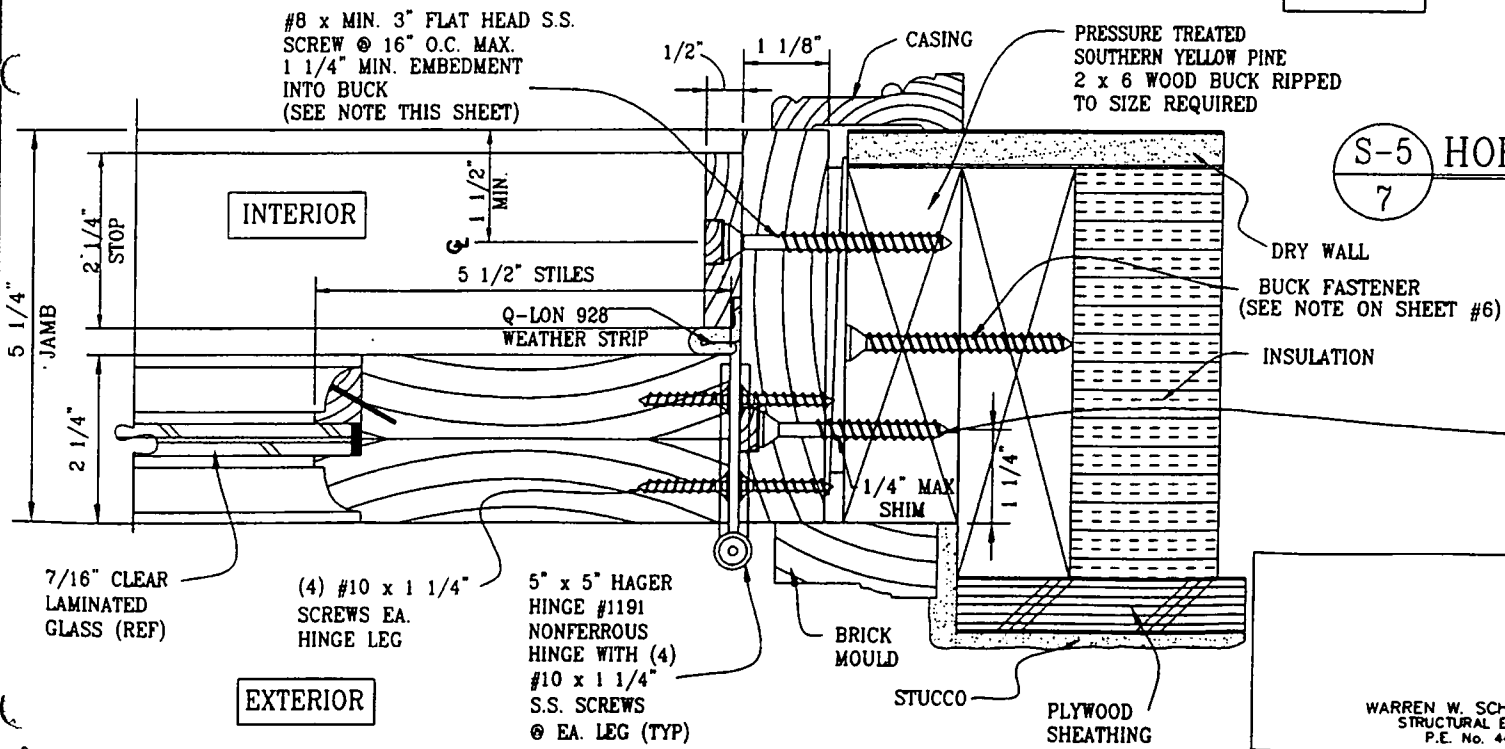 #8 x MIN. 3" FLAT HEAD S.S.
SCREW @ 16" O.C. MAX.
1 1/4" MIN. EMBEDMENT
INTO BUCK
(SEE NOTE THIS SHEET)
1/2"
1 1/8"
CASING
PRESSURE TREATED
SOUTHERN YELLOW PINE
2 x 6 WOOD BUCK RIPPED
TO SIZE REQUIRED
S-5
7
DRY WALL
BUCK FASTENER
(SEE NOTE ON SHEET #6)
INSULATION
5 1/4"
JAMB
2 1/4"
STOP
INTERIOR
1 1/2"
MIN.
5 1/2" STILES
Q-LON 928
WEATHER STRIP
2 1/4"
1/4" MAX
SHIM
1 1/4"
7/16" CLEAR
LAMINATED
GLASS (REF)
(4) #10 x 1 1/4"
SCREWS EA.
HINGE LEG
5" x 5" HAGER
HINGE #1191
NONFERROUS
HINGE WITH (4)
#10 x 1 1/4"
S.S. SCREWS
@ EA. LEG (TYP)
BRICK
MOULD
STUCCO
PLYWOOD
SHEATHING
EXTERIOR
WARREN W.
STRUCTURAL
P.E. No.